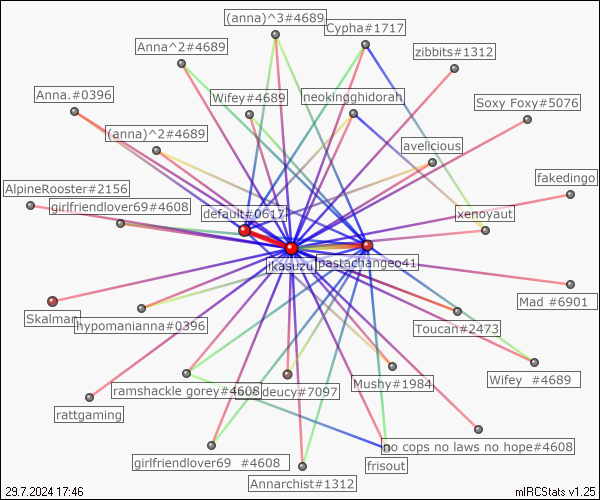 (anna)^3#4689
Cypha#1717
Anna^2#4689
zibbits#1312
Anna.#0396
Wifey#4689
neokingghidorah
Soxy Foxy#5076
(anna)^2#4689
avelicious
AlpineRooster#2156
fakedingo
girlfriendlover69#4608
default#0617
xenoyaut
ikasuzu
pastachangeo41
Mad #6901
Skalman
hypomanianna#0396
Toucan#2473
ramshackle gorey#4608
deucy#7097
Mushy#1984
Wifey #4689
rattgaming
no cops no laws no hope#4608
girlfriendlover69 #4608
frisout
Annarchist#1312
29.7.2024 17:46
mIRCStats v1.25